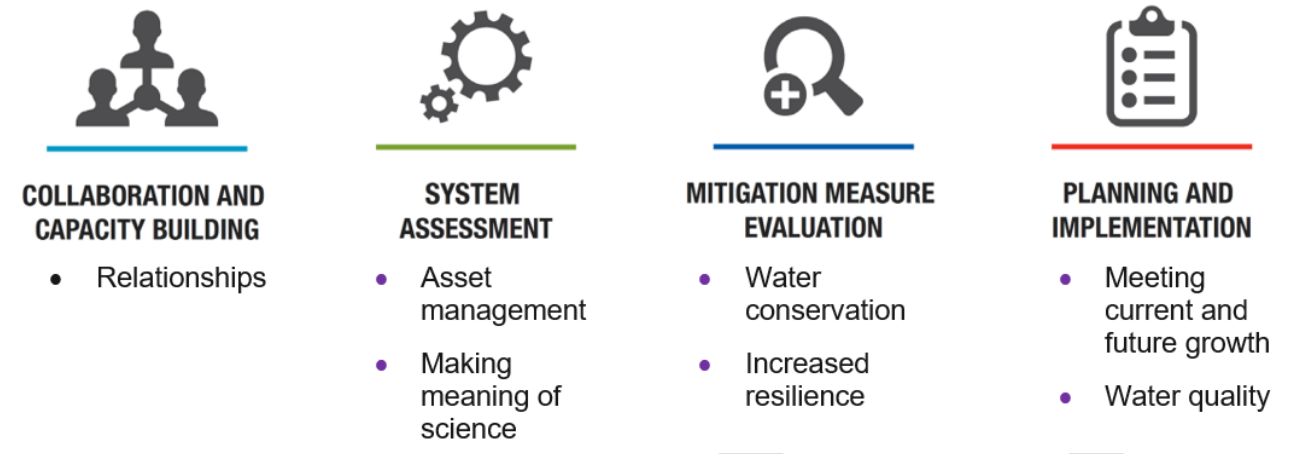 COLLABORATION AND
CAPACITY BUILDING
• Relationships
SYSTEM
ASSESSMENT
• Asset
management
• Making
meaning of
science
MITIGATION MEASURE
EVALUATION
• Water
conservation
• Increased
resilience
PLANNING AND
IMPLEMENTATION
• Meeting
current and
future growth
• Water quality